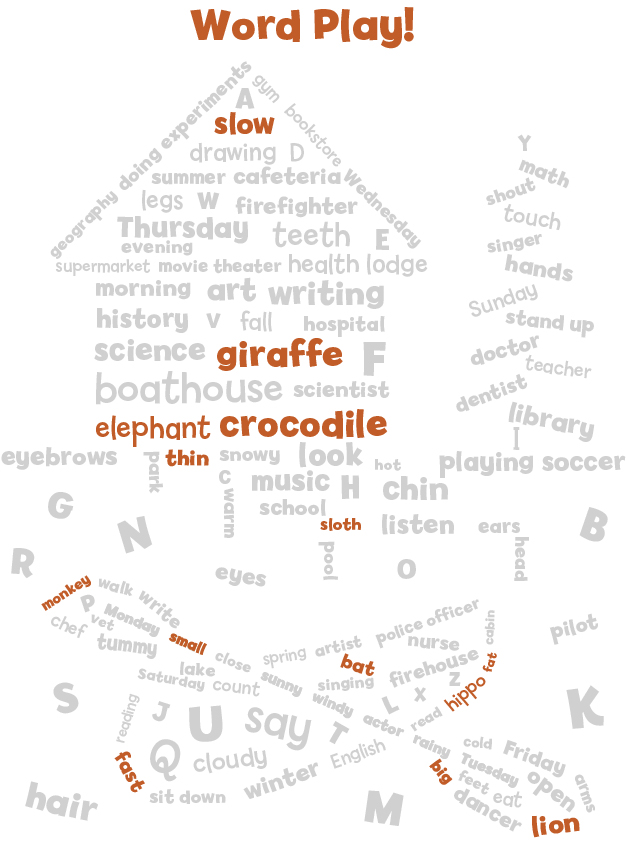 Word Play!
gym
A
doing experiments
bookstore
slow
drawing D
summer cafeteria
Wednesday
geography
legs W firefighter
Thursday teeth E
evening
supermarket movie theater health lodge
morning art writing
history V fall hospital
science giraffe F
boathouse scientist
elephant crocodile
Y
math
shout
touch
singer
hands
Sunday
stand up
doctor
teacher
dentist
library
I
eyebrows park thin snowy look hot playing soccer
C warm music H chin
school
G N sloth listen ears B
R eyes pool O head
monkey walk write
P Monday
chef vet
tummy small close spring artist police officer cabin pilot
nurse
lake bat firehouse fat
Saturday count sunny singing Z
S reading J U say windy T L X hippo K
actor read
fast Q cloudy English rainy cold Friday
sit down winter big Tuesday open arms
feet eat
hair M dancer lion